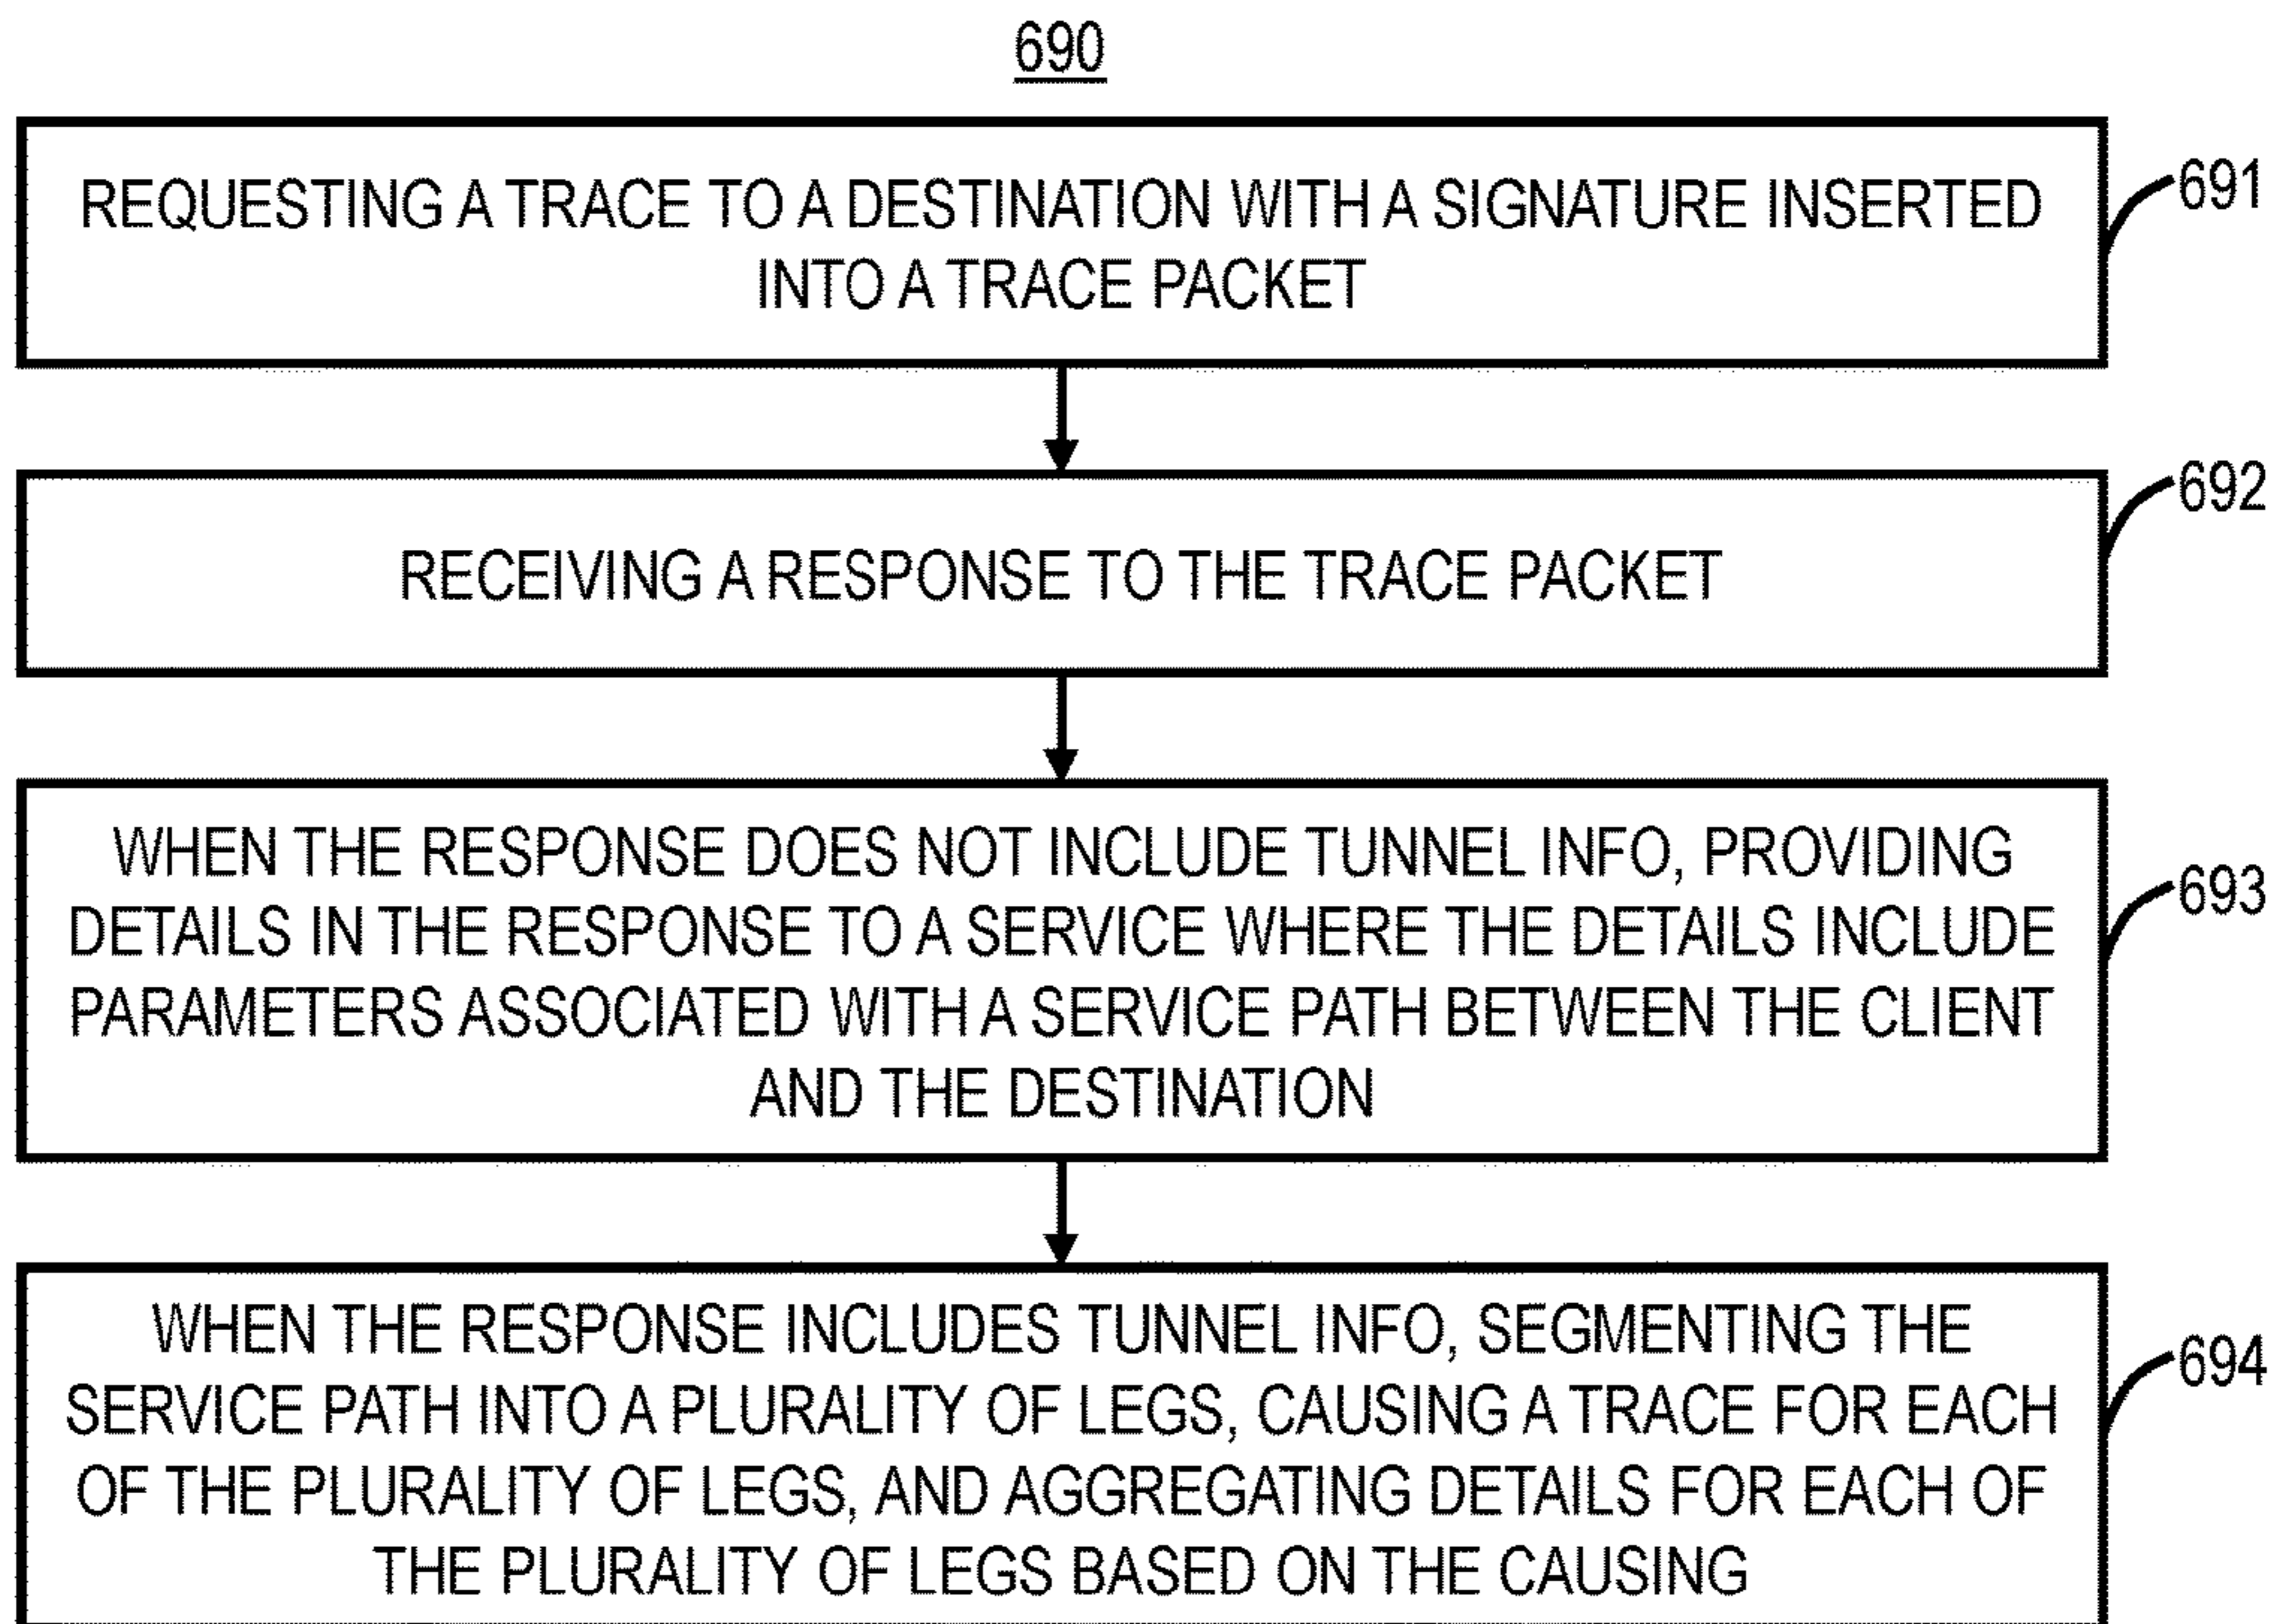 690
REQUESTING A TRACE TO A DESTINATION WITH A SIGNATURE INSERTED
INTO A TRACE PACKET
691
RECEIVING A RESPONSE TO THE TRACE PACKET
692
WHEN THE RESPONSE DOES NOT INCLUDE TUNNEL INFO, PROVIDING
DETAILS IN THE RESPONSE TO A SERVICE WHERE THE DETAILS INCLUDE
PARAMETERS ASSOCIATED WITH A SERVICE PATH BETWEEN THE CLIENT
AND THE DESTINATION
693
WHEN THE RESPONSE INCLUDES TUNNEL INFO, SEGMENTING THE
SERVICE PATH INTO A PLURALITY OF LEGS, CAUSING A TRACE FOR EACH
OF THE PLURALITY OF LEGS, AND AGGREGATING DETAILS FOR EACH OF
THE PLURALITY OF LEGS BASED ON THE CAUSING
694